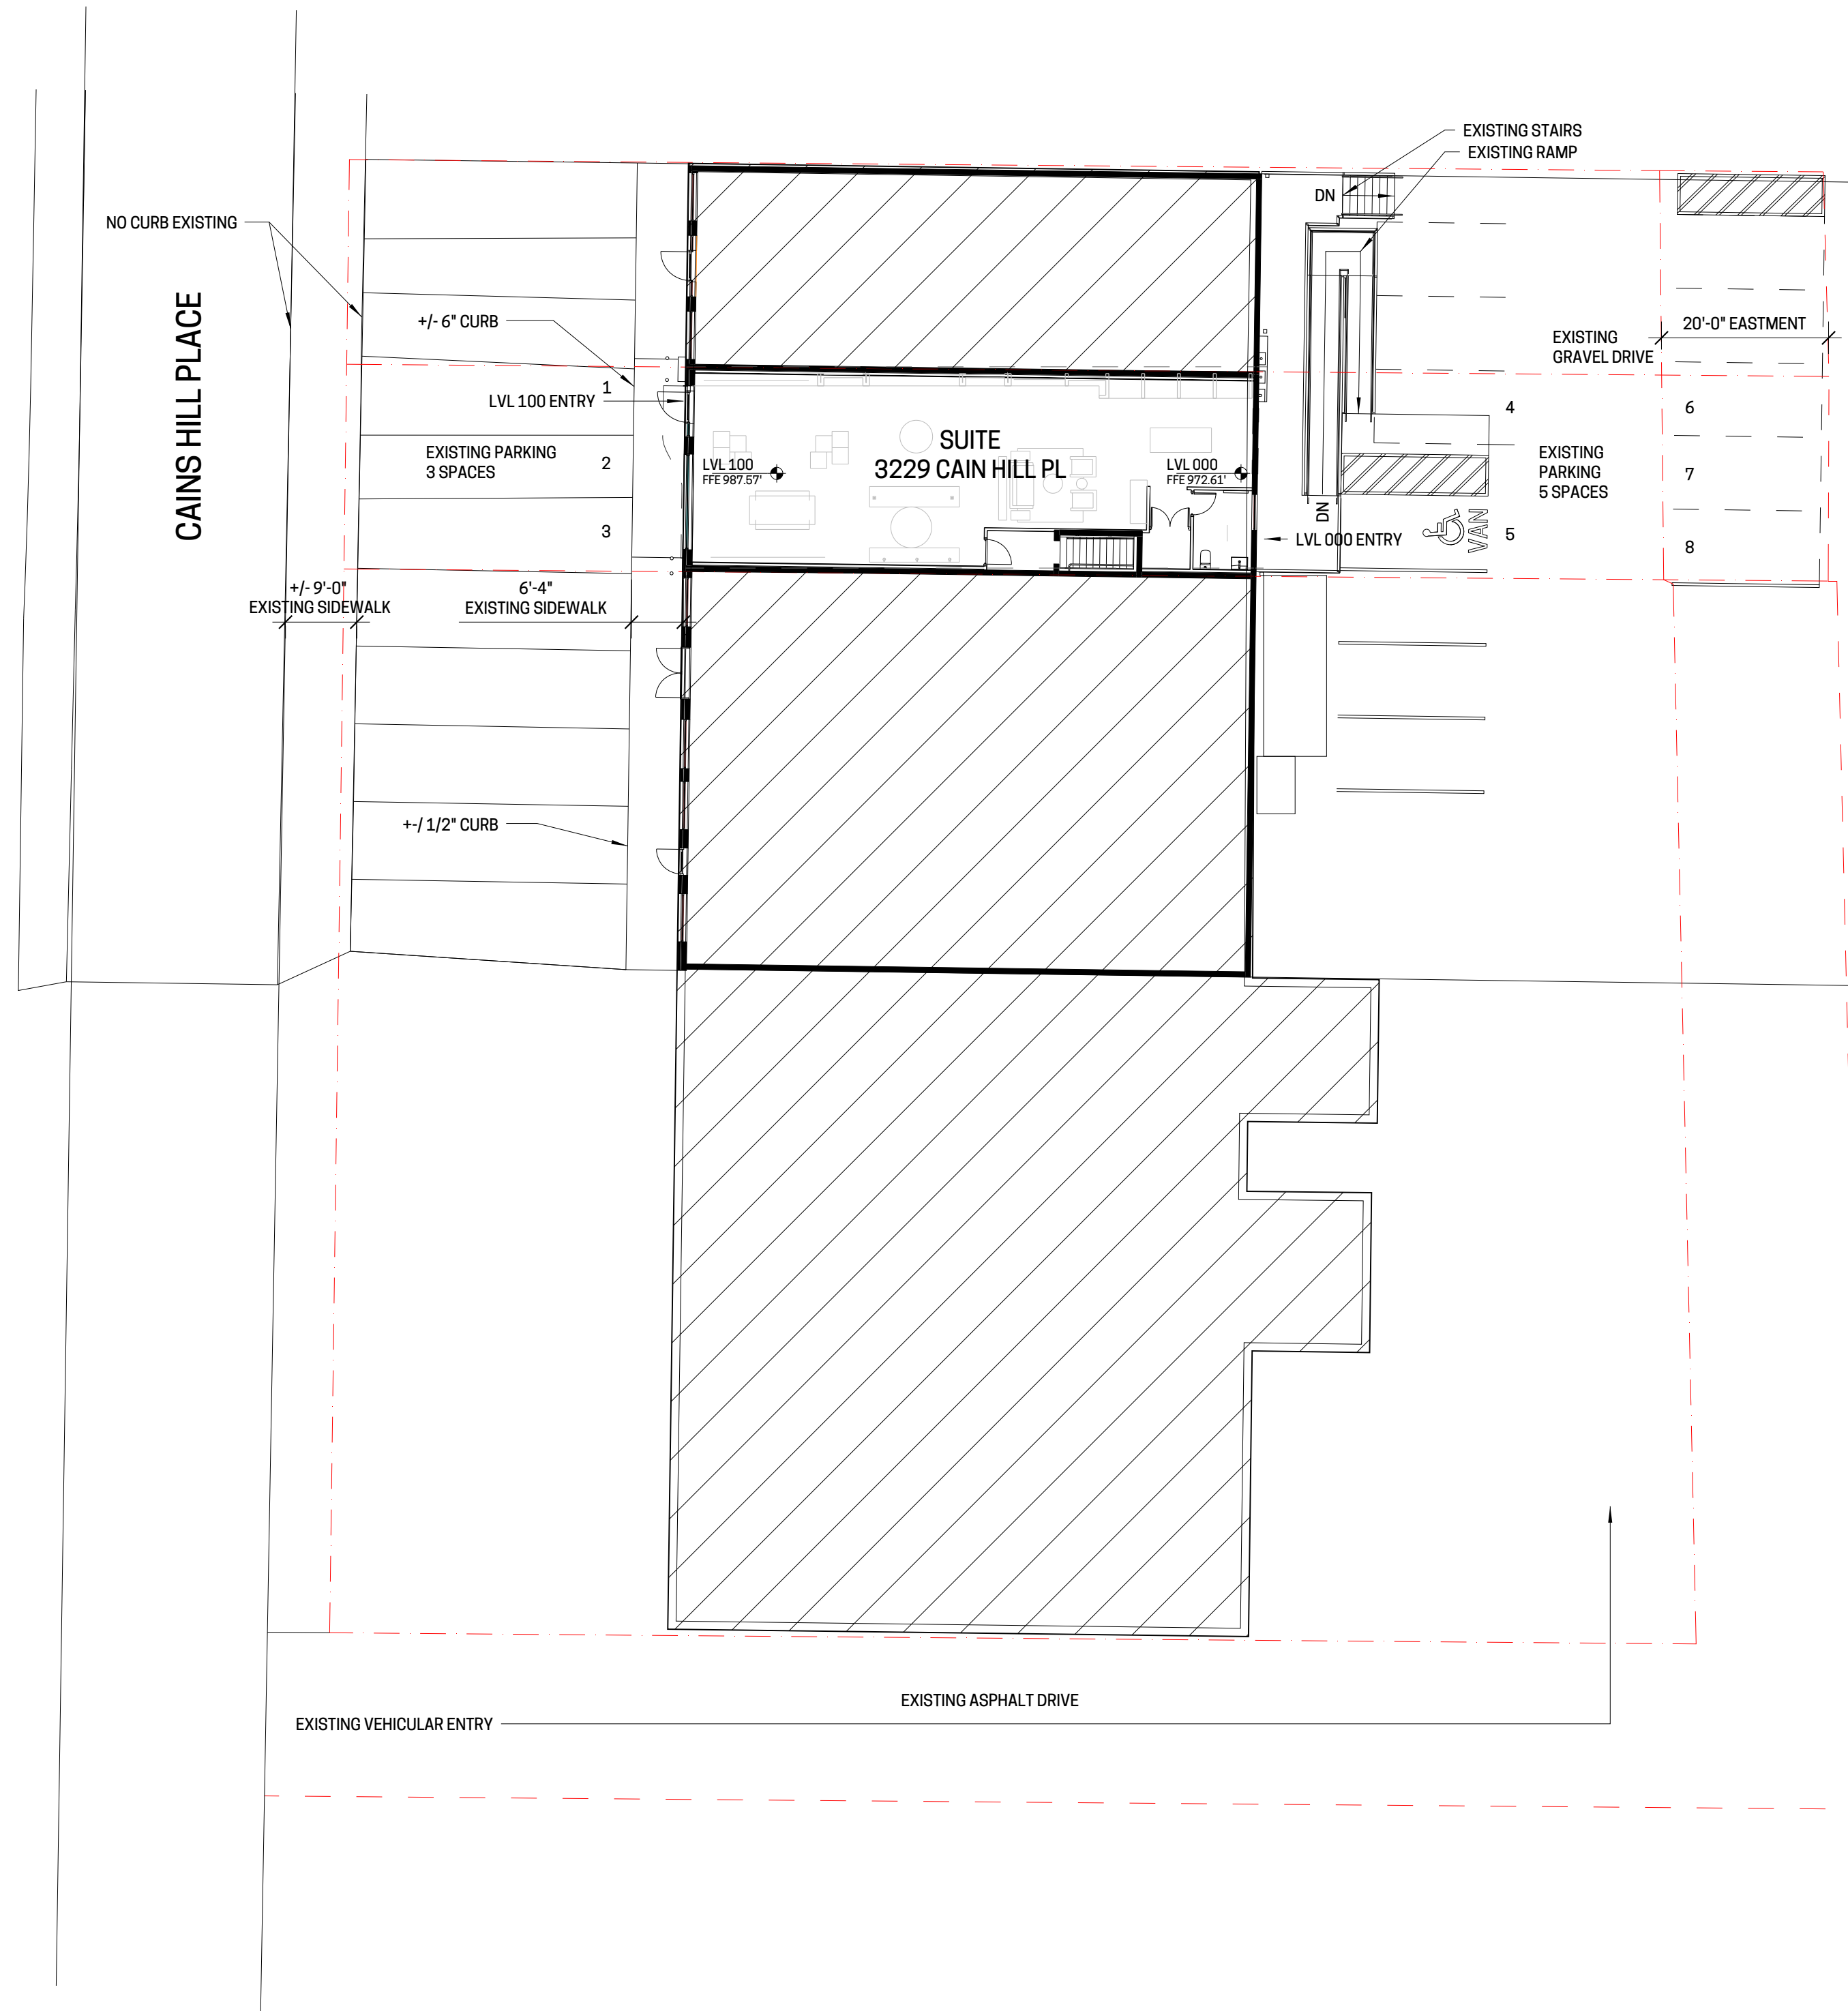 EXISTING STAIRS
EXISTING RAMP
DN
NO CURB EXISTING
CAINS HILL PLACE
+/- 6" CURB
20'-0" EASTMENT
EXISTING
GRAVEL DRIVE
1
LVL 100 ENTRY
4
6
SUITE
3229 CAIN HILL PL
EXISTING PARKING
3 SPACES
2
LVL 100
FFE 987.57'
LVL 000
FFE 972.61'
EXISTING
PARKING
5 SPACES
7
DN
VAN
3
5
LVL 000 ENTRY
8
+/- 9'-0"
EXISTING SIDEWALK
6'-4"
EXISTING SIDEWALK
+-/ 1/2" CURB
EXISTING ASPHALT DRIVE
EXISTING VEHICULAR ENTRY